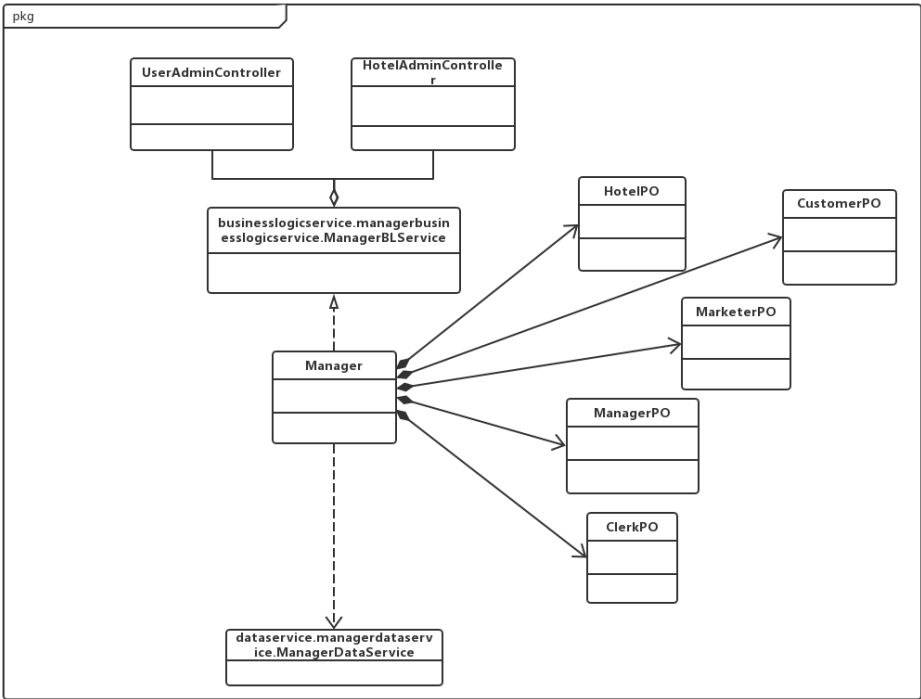 pkg
UserAdminController
HotelAdminControlle
r
businesslogicservice.managerbusin
esslogicservice.ManagerBLService
HotelPO
CustomerPO
MarketerPO
Manager
ManagerPO
ClerkPO
dataservice.managerdataserv
ice.ManagerDataService